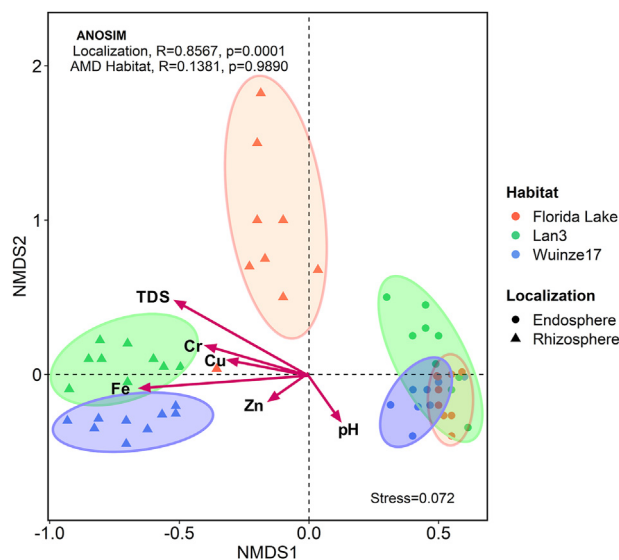 ANOSIM
Localization, R=0.8567, p=0.0001
AMD Habitat, R=0.1381, p=0.9890
2
1
0
NMDS2
TDS
Cr
Cu
Fe
Zn
pH
Stress=0.072
-1.0
-0.5
0.0
0.5
NMDS1
Habitat
Florida Lake
Lan3
Wuinze17
Localization
Endosphere
Rhizosphere